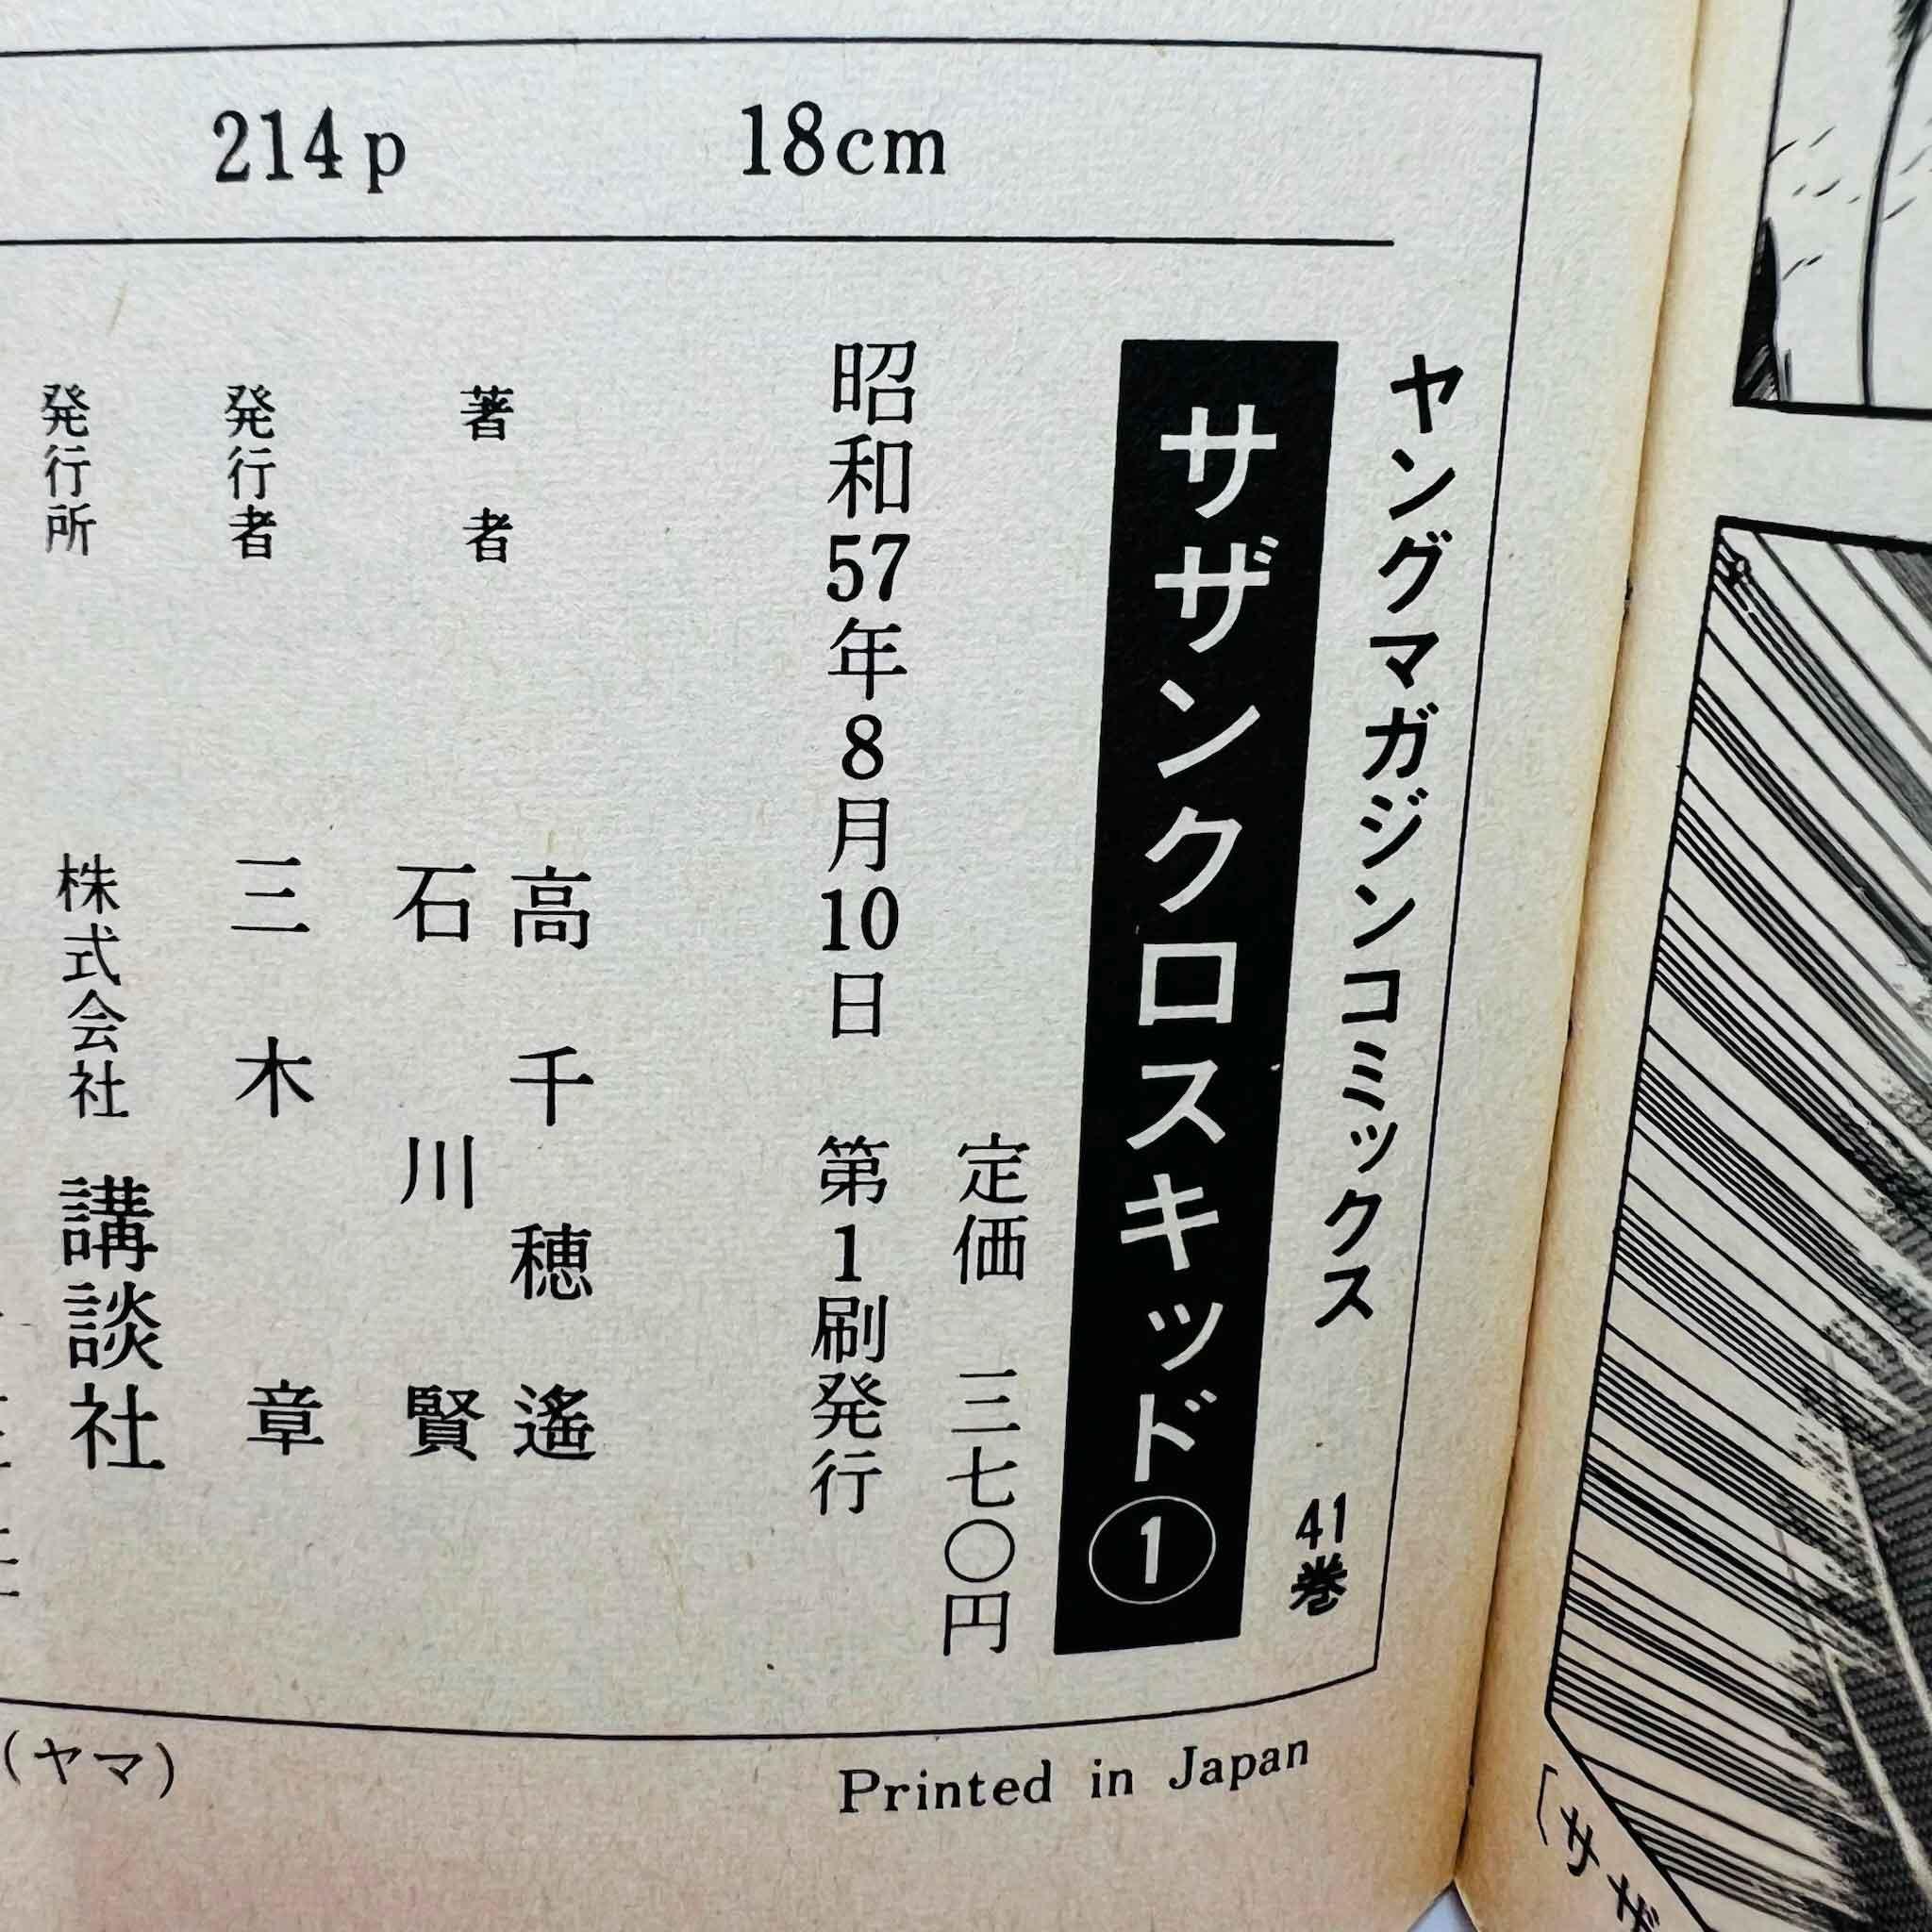 214p 18cm
ヤングマガジンコミックス 41巻
サザンクロスキッド①
定価 三七〇円
昭和57年8月10日 第1刷発行
著者 高千穂遙
石川賢
発行者 三木章
発行所 株式会社 講談社
(ヤマ)
Printed in Japan
「サザ